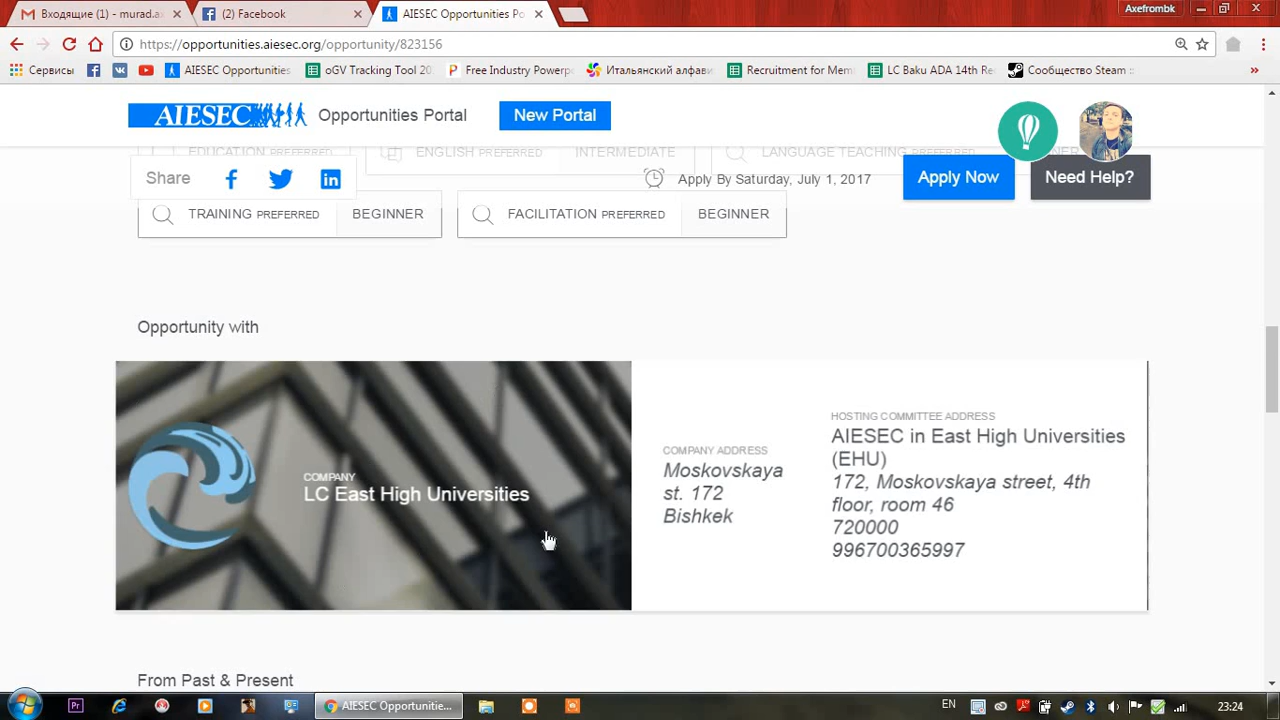 Входящие (1) - murad.a
(2) Facebook
AIESEC Opportunities Po
Axefrombk
https://opportunities.aiesec.org/opportunity/823156
Сервисы
AIESEC Opportunities
oGV Tracking Tool 20
Free Industry Powerp
Итальянский алфави
Recruitment for Mem
LC Baku ADA 14th Re
Сообщество Steam ::
AIESEC
Opportunities Portal
New Portal
EDUCATION PREFERRED
ENGLISH PREFERRED
INTERMEDIATE
LANGUAGE TEACHING PREFERRED
Share
Apply By Saturday, July 1, 2017
Apply Now
Need Help?
TRAINING PREFERRED
BEGINNER
FACILITATION PREFERRED
BEGINNER
Opportunity with
COMPANY
LC East High Universities
COMPANY ADDRESS
Moskovskaya
st. 172
Bishkek
HOSTING COMMITTEE ADDRESS
AIESEC in East High Universities
(EHU)
172, Moskovskaya street, 4th
floor, room 46
720000
996700365997
From Past & Present
AIESEC Opportunitie...
EN
23:24